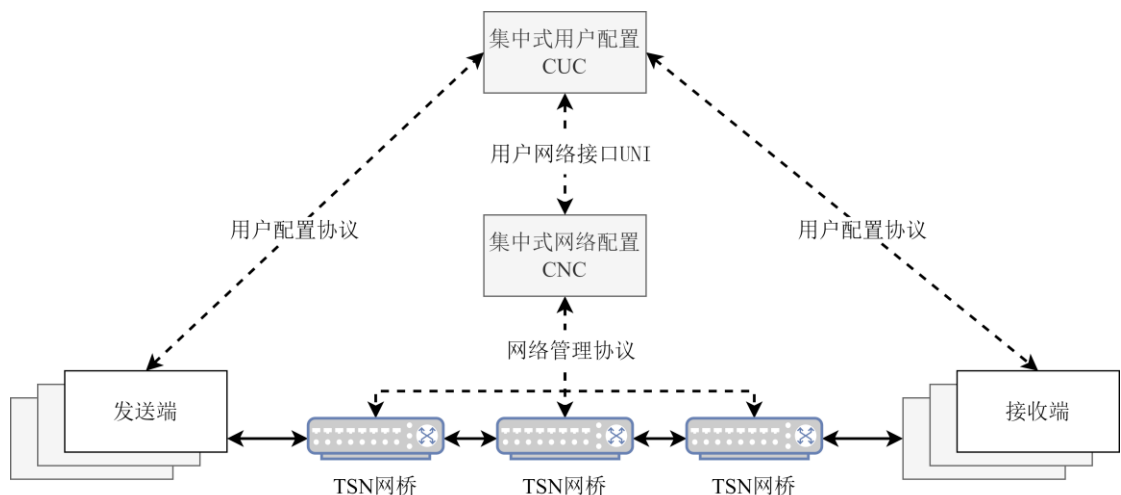 集中式用户配置
CUC
用户网络接口UNI
用户配置协议
用户配置协议
集中式网络配置
CNC
网络管理协议
发送端
接收端
TSN网桥
TSN网桥
TSN网桥